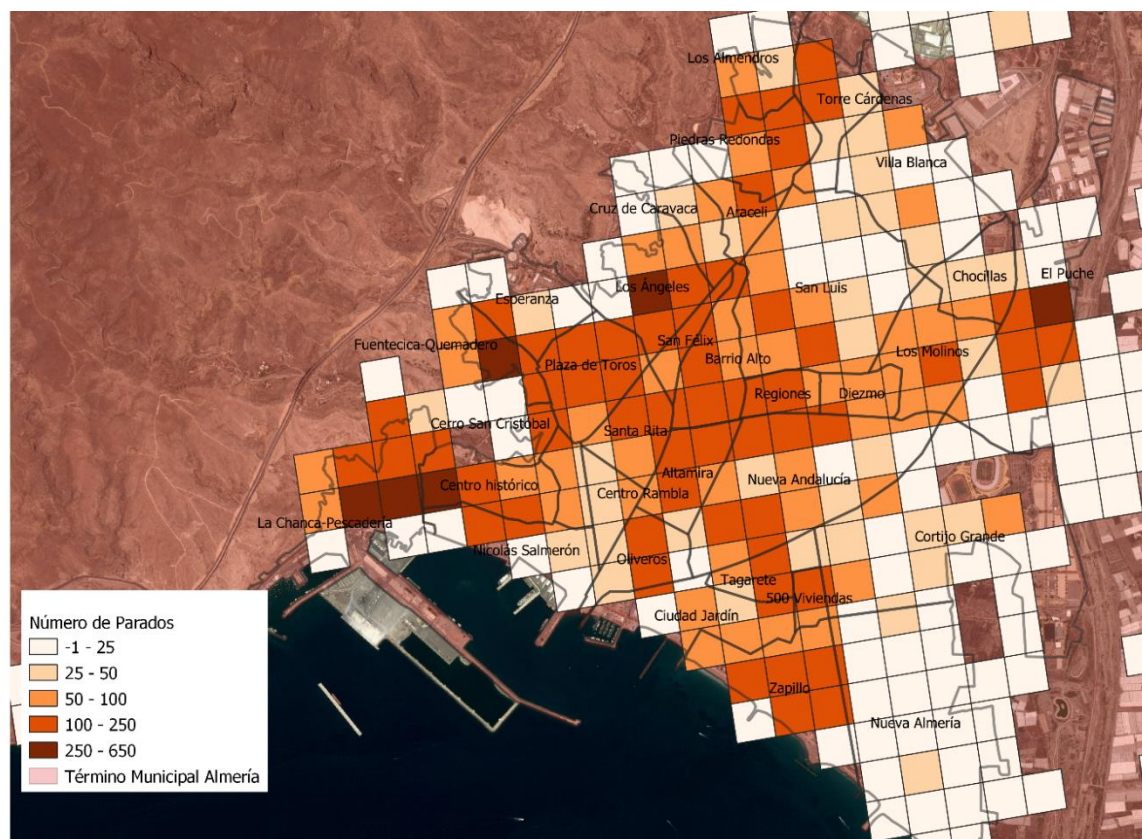 Los Almendros
Torre Cárdenas
Piedras Redondas
Villa Blanca
Cruz de Caravaca
Araceli
Chocillas
El Puche
Esperanza
Los Ángeles
San Luis
Fuentecica-Quemadero
San Félix
Plaza de Toros
Barrio Alto
Los Molinos
Regiones
Diezmo
Cerro San Cristóbal
Santa Rita
Altamira
Centro histórico
Centro Rambla
Nueva Andalucía
La Chanca-Pescadería
Cortijo Grande
Nicolás Salmerón
Oliveros
Tagarete
500 Viviendas
Ciudad Jardín
Zapillo
Nueva Almería
Número de Parados
-1 - 25
25 - 50
50 - 100
100 - 250
250 - 650
Término Municipal Almería